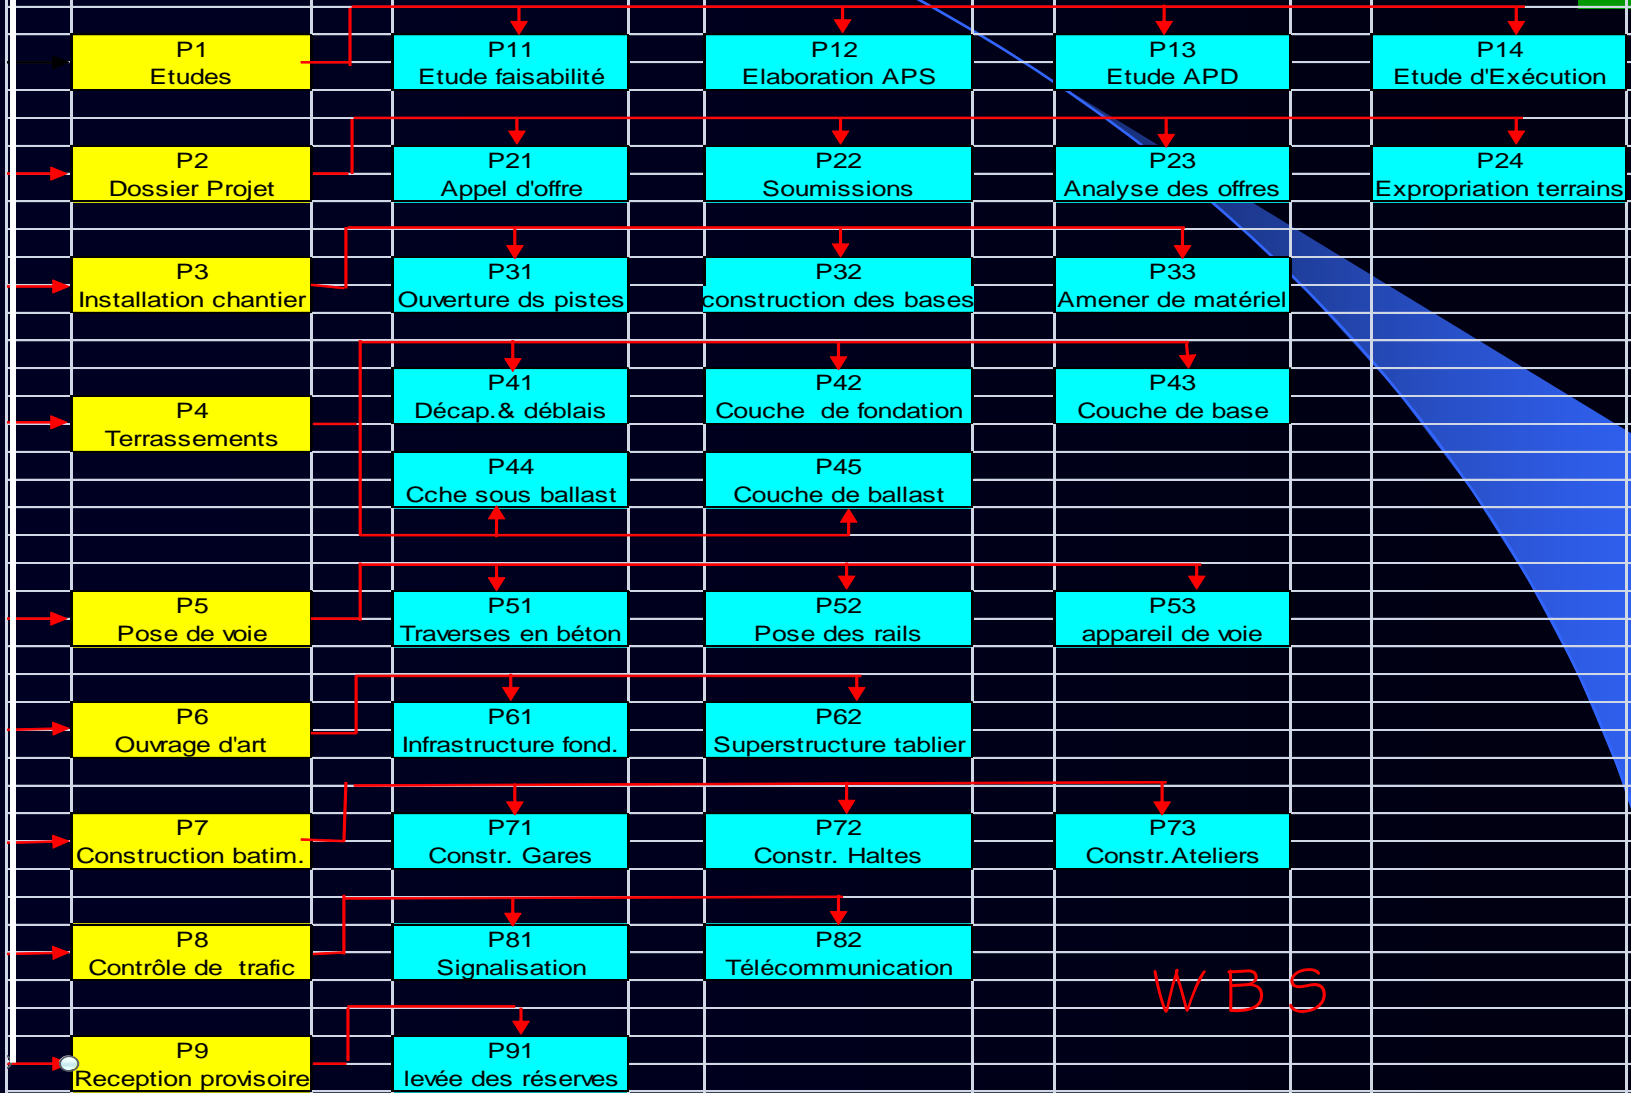 P1
Etudes
P11
Etude faisabilité
P12
Elaboration APS
P13
Etude APD
P14
Etude d'Exécution
P2
Dossier Projet
P21
Appel d'offre
P22
Soumissions
P23
Analyse des offres
P24
Expropriation terrains
P3
Installation chantier
P31
Ouverture ds pistes
P32
construction des bases
P33
Amener de matériel
P4
Terrassements
P41
Décap.& déblais
P42
Couche de fondation
P43
Couche de base
P44
Cche sous ballast
P45
Couche de ballast
P5
Pose de voie
P51
Traverses en béton
P52
Pose des rails
P53
appareil de voie
P6
Ouvrage d'art
P61
Infrastructure fond.
P62
Superstructure tablier
P7
Construction batim.
P71
Constr. Gares
P72
Constr. Haltes
P73
Constr.Ateliers
P8
Contrôle de trafic
P81
Signalisation
P82
Télécommunication
WBS
P9
Reception provisoire
P91
levée des réserves